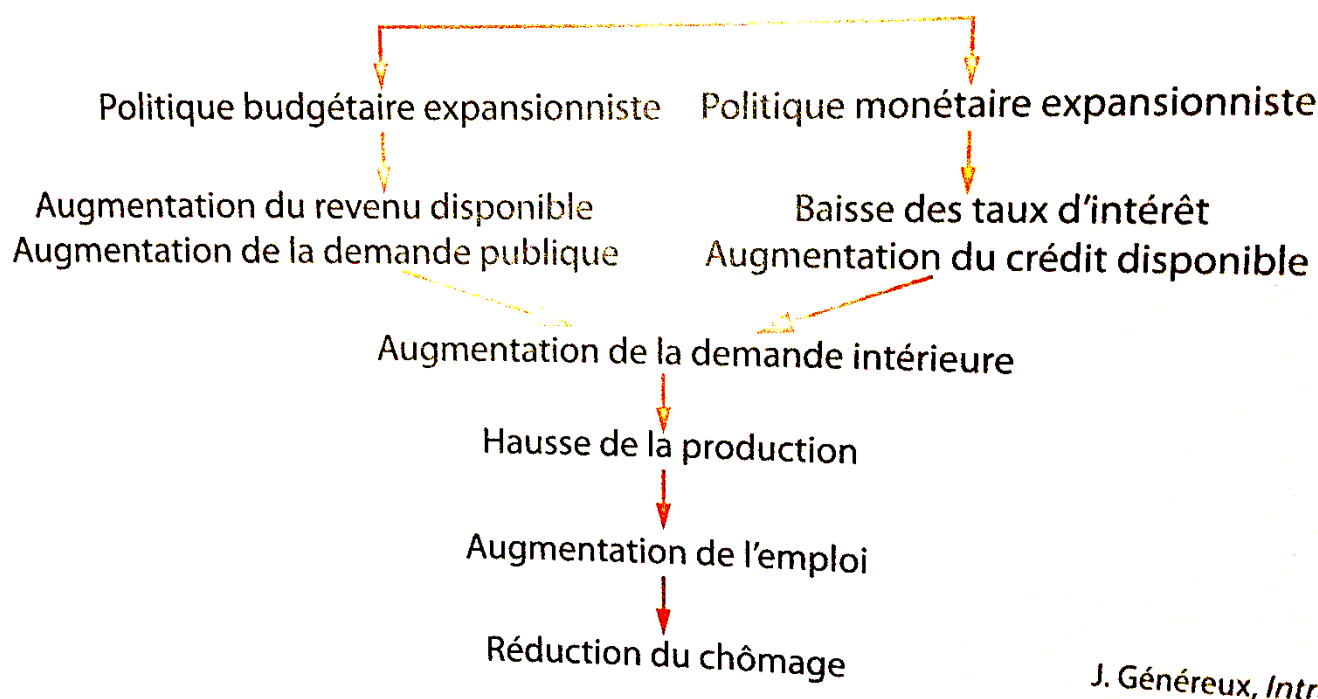 Politique budgétaire expansionniste
Politique monétaire expansionniste
Augmentation du revenu disponible
Augmentation de la demande publique
Baisse des taux d'intérêt
Augmentation du crédit disponible
Augmentation de la demande intérieure
Hausse de la production
Augmentation de l'emploi
Réduction du chômage
J. Généreux, Intr